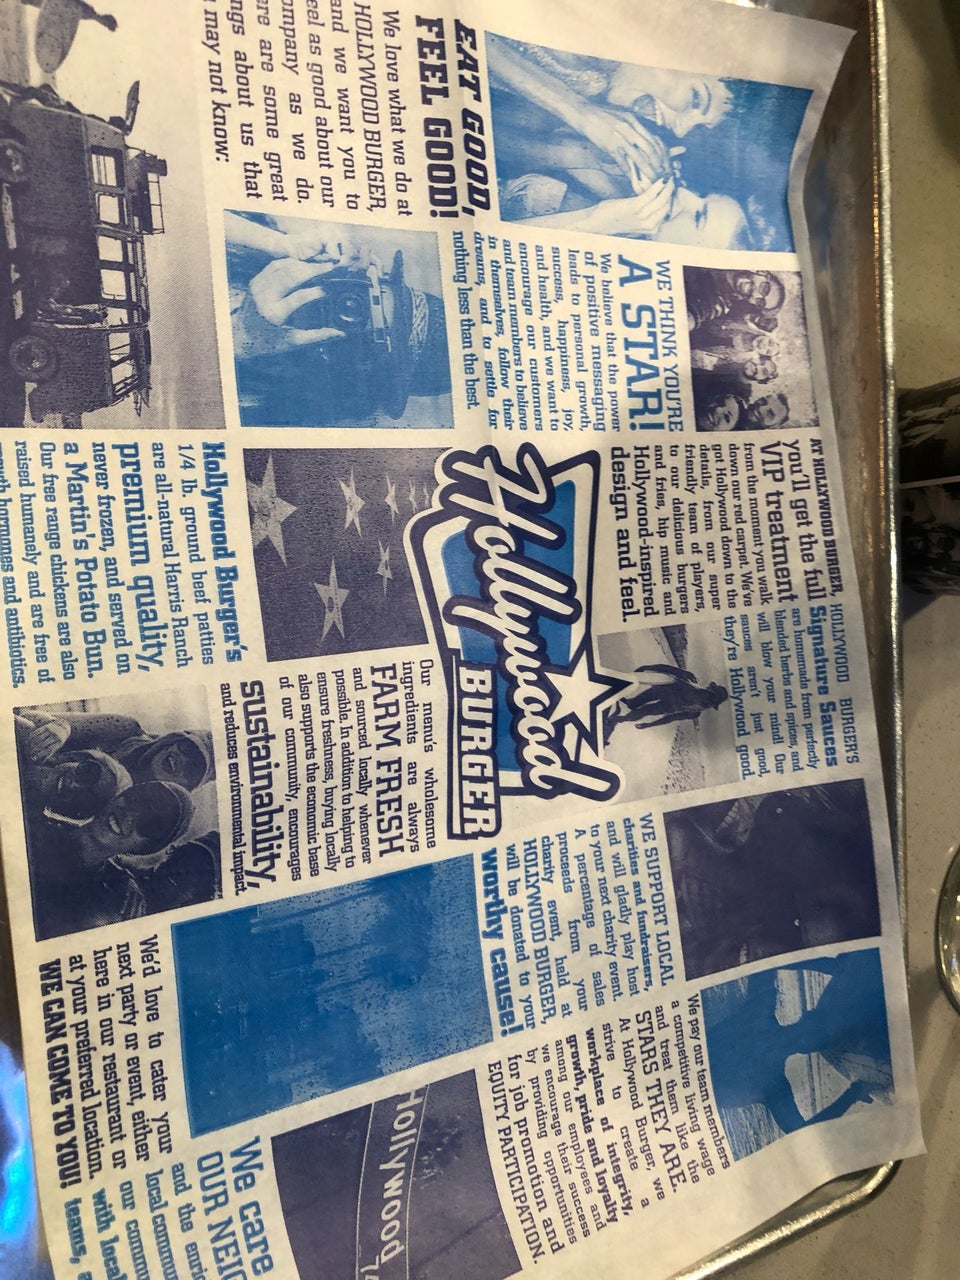 EAT GOOD,
FEEL GOOD!
We love what we do at
HOLLYWOOD BURGER,
and we want you to
feel as good about our
company as we do.
are some great
about us that
may not know:
WE THINK YOU'RE
A STAR!
We believe that the power
of positive messaging
leads to personal growth,
success, happiness, joy,
and health, and we want to
encourage our customers
and team members to believe
in themselves, follow their
dreams, and to settle for
nothing less than the best.
AT HOLLYWOOD BURGER,
you'll get the full
VIP treatment
from the moment you walk
down our red carpet. We've
got Hollywood down to the
details, from our super
friendly team of players,
to our delicious burgers
and fries, hip music and
Hollywood-inspired
design and feel.
HOLLYWOOD BURGER'S
Signature Sauces
are homemade from perfectly
blended herbs and spices, and
will blow your mind! Our
sauces aren't just good,
they're Hollywood good.
Hollywood
BURGER
Hollywood Burger's
1/4 lb. ground beef patties
are all-natural Harris Ranch
premium quality,
never frozen, and served on
a Martin's Potato Bun.
Our free range chickens are also
raised humanely and are free of
hormones and antibiotics.
Our menu's wholesome
ingredients are always
FARM FRESH
and sourced locally whenever
possible. In addition to helping to
ensure freshness, buying locally
also supports the economic base
of our community, encourages
sustainability,
and reduces environmental impact.
WE SUPPORT LOCAL
charities and fundraisers,
and will gladly play host
to your next charity event.
A percentage of sales
proceeds from your
charity event, held at
HOLLYWOOD BURGER,
will be donated to your
worthy cause!
We pay our team members
a competitive living wage
and treat them like the
STARS THEY ARE.
At Hollywood Burger, we
strive to create a
workplace of integrity,
growth, pride and loyalty
among our employees and
we encourage their success
by providing opportunities
for job promotion and
EQUITY PARTICIPATION.
Hollywood
We'd love to cater your
next party or event, either
here in our restaurant or
at your preferred location.
WE CAN COME TO YOU!
We care
OUR
and the
local
our
with
teams,